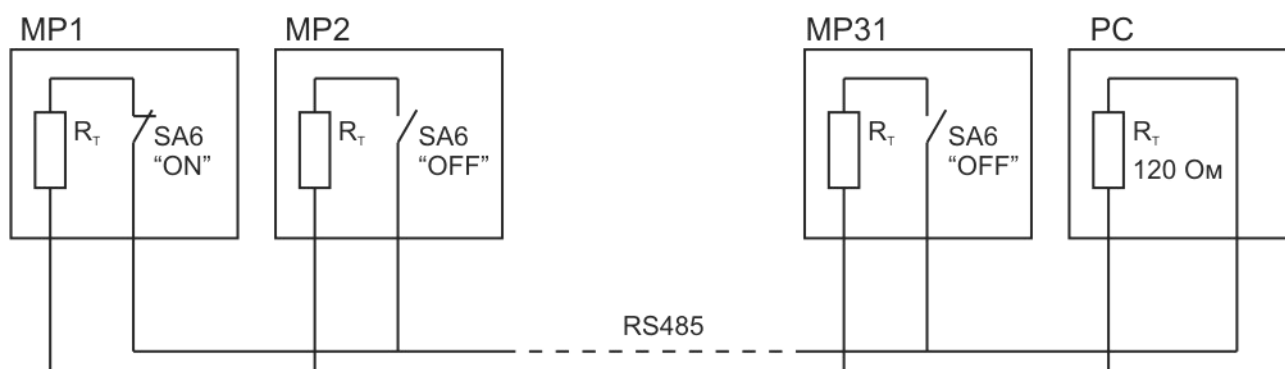 MP1
MP2
MP31
PC
Rт
SA6
“ON”
Rт
SA6
“OFF”
Rт
SA6
“OFF”
Rт
120 Ом
RS485